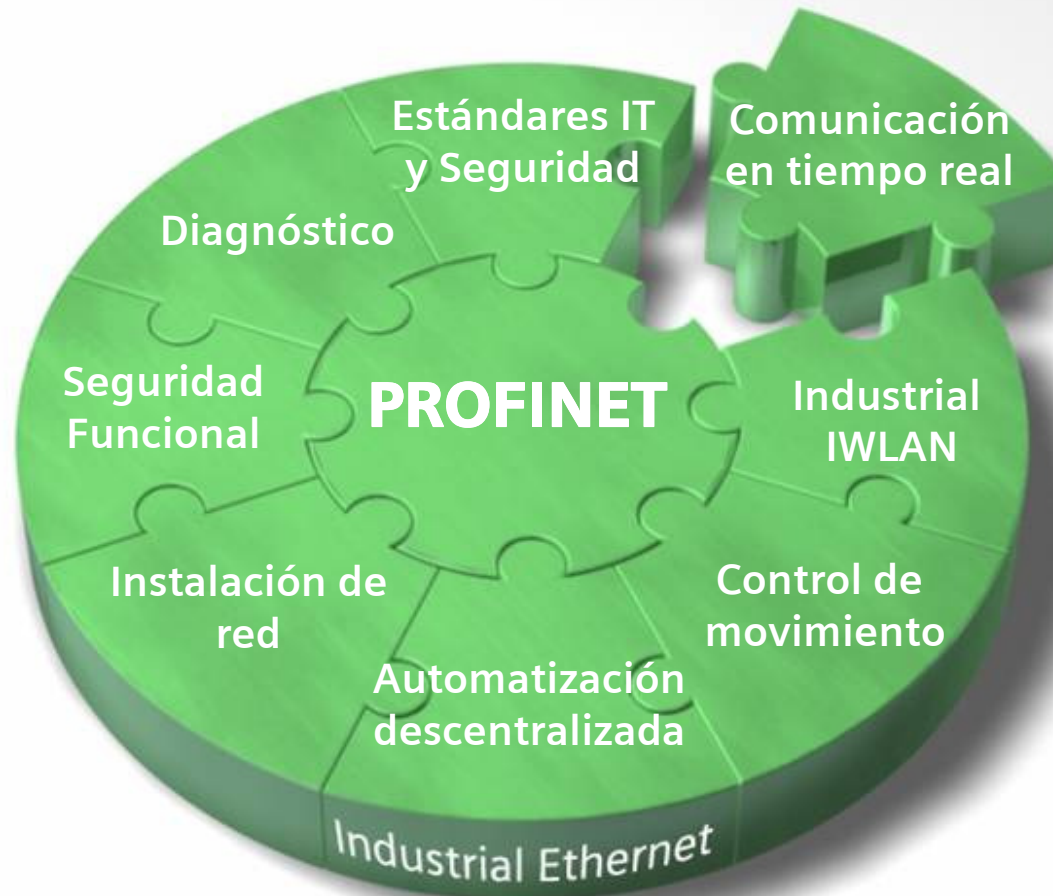 Estándares IT
y Seguridad
Comunicación
en tiempo real
Diagnóstico
Seguridad
Funcional
PROFINET
Industrial
IWLAN
Instalación de
red
Control de
movimiento
Automatización
descentralizada
Industrial Ethernet